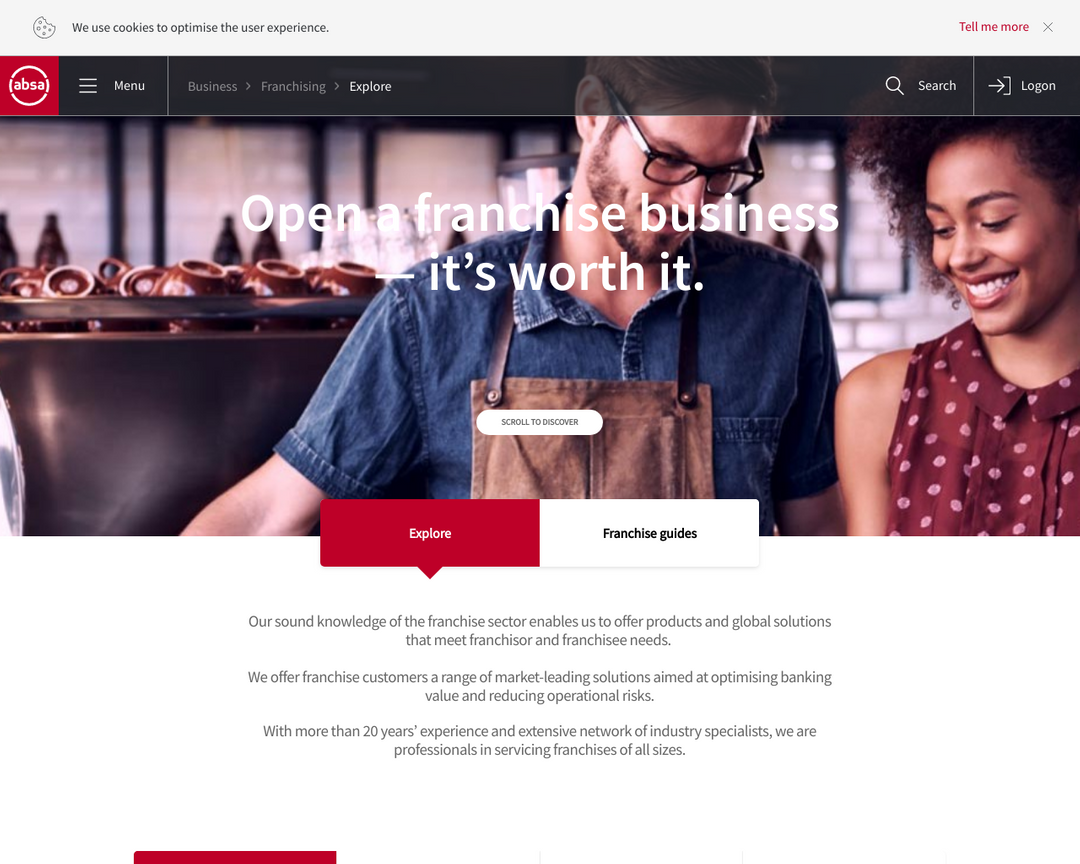 We use cookies to optimise the user experience.
Tell me more
absa
Menu
Business > Franchising > Explore
Search
Logon
Open a franchise business
— it’s worth it.
SCROLL TO DISCOVER
Explore
Franchise guides
Our sound knowledge of the franchise sector enables us to offer products and global solutions
that meet franchisor and franchisee needs.
We offer franchise customers a range of market-leading solutions aimed at optimising banking
value and reducing operational risks.
With more than 20 years’ experience and extensive network of industry specialists, we are
professionals in servicing franchises of all sizes.